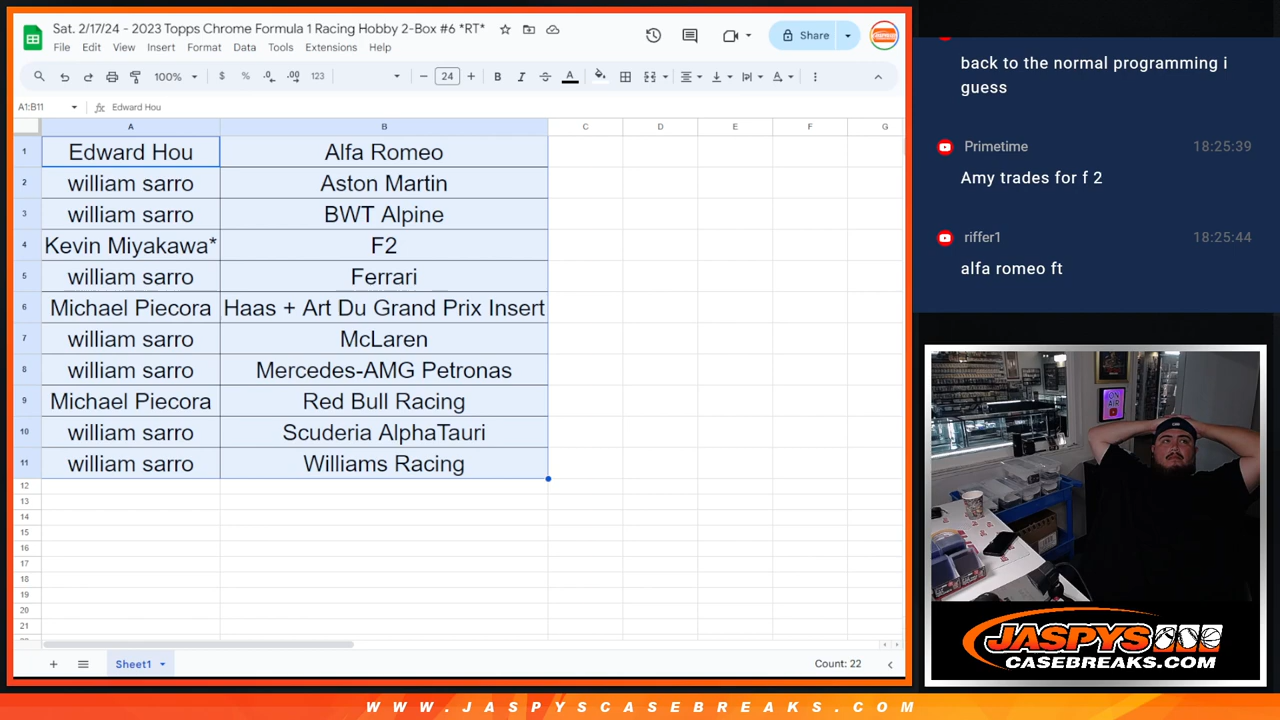 Sat. 2/17/24 - 2023 Topps Chrome Formula 1 Racing Hobby 2-Box #6 *RT*
File Edit View Insert Format Data Tools Extensions Help
Share
100% $ % .0 .00 123 24 B I
A1:B11 fx Edward Hou
A B C D E F G
1 Edward Hou Alfa Romeo
2 william sarro Aston Martin
3 william sarro BWT Alpine
4 Kevin Miyakawa* F2
5 william sarro Ferrari
6 Michael Piecora Haas + Art Du Grand Prix Insert
7 william sarro McLaren
8 william sarro Mercedes-AMG Petronas
9 Michael Piecora Red Bull Racing
10 william sarro Scuderia AlphaTauri
11 william sarro Williams Racing
12
13
14
15
16
17
18
19
20
21
Sheet1 Count: 22
back to the normal programming i
guess
Primetime 18:25:39
Amy trades for f 2
riffer1 18:25:44
alfa romeo ft
ON AIR
JASPYS
CASEBREAKS.COM
WWW.JASPYSCASEBREAKS.COM